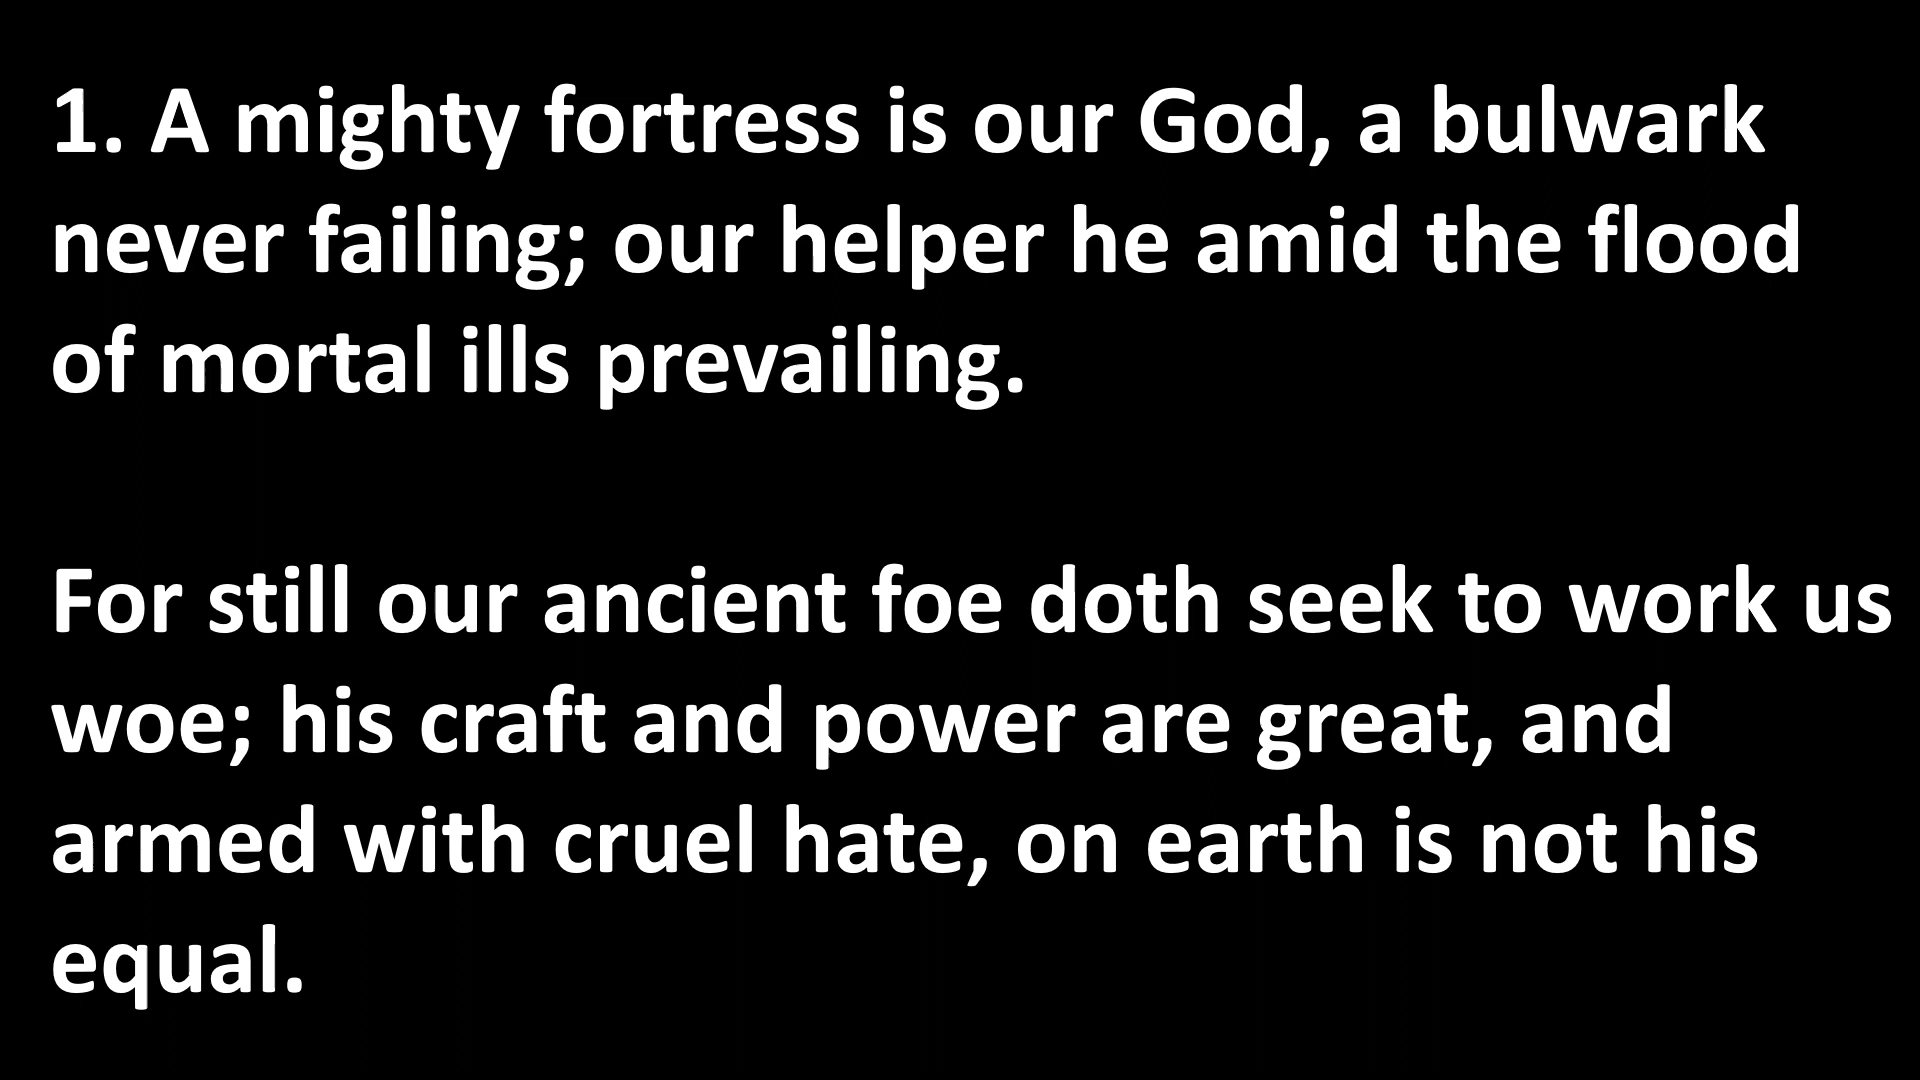 1. A mighty fortress is our God, a bulwark
never failing; our helper he amid the flood
of mortal ills prevailing.
For still our ancient foe doth seek to work us
woe; his craft and power are great, and
armed with cruel hate, on earth is not his
equal.